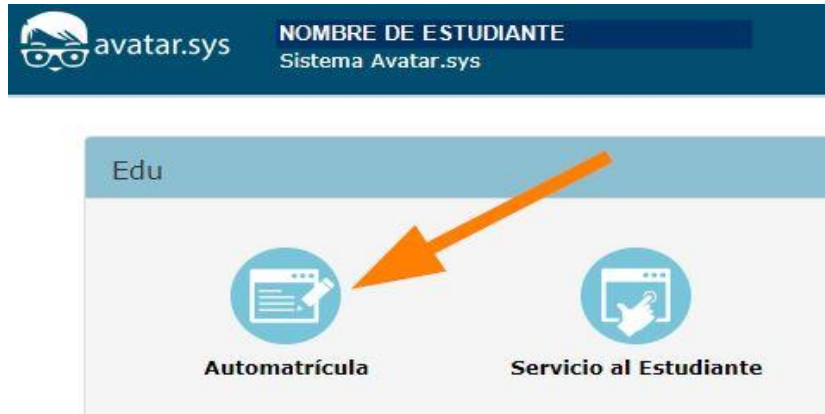 avatar.sys
NOMBRE DE ESTUDIANTE
Sistema Avatar.sys
Edu
Automatrícula
Servicio al Estudiante